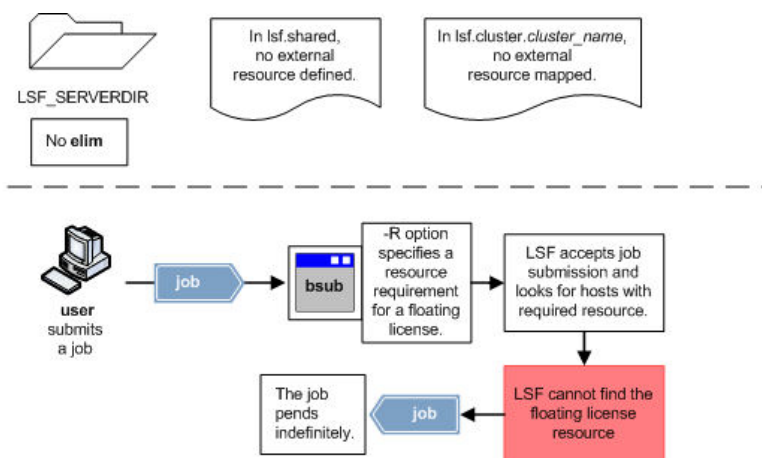 In lsf.shared,
no external
resource defined.
In lsf.cluster.cluster_name,
no external
resource mapped.
LSF_SERVERDIR
No elim
user
submits
a job
job
bsub
-R option
specifies a
resource
requirement
for a floating
license.
LSF accepts job
submission and
looks for hosts with
required resource.
LSF cannot find the
floating license
resource
job
The job
pends
indefinitely.